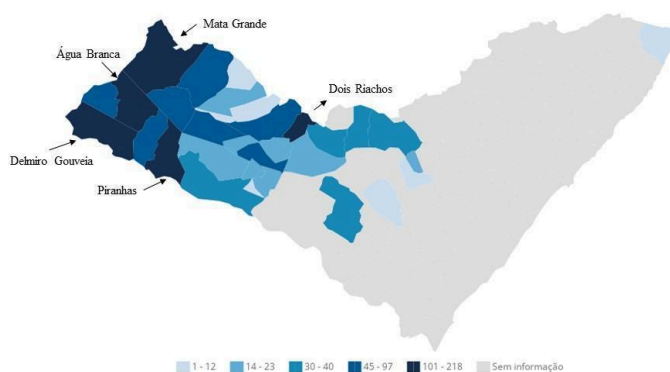 Mata Grande
Água Branca
Dois Riachos
Delmiro Gouveia
Piranhas
1 - 12 14 - 23 30 - 40 45 - 97 101 - 218 Sem informação